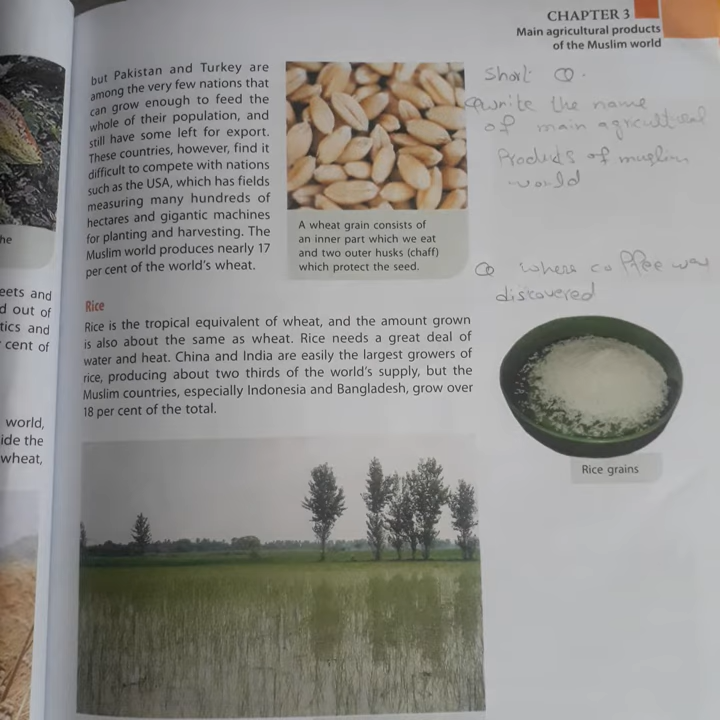 he
eets and
d out of
tics and
cent of
world,
ide the
wheat,
but Pakistan and Turkey are
among the very few nations that
can grow enough to feed the
whole of their population, and
still have some left for export.
These countries, however, find it
difficult to compete with nations
such as the USA, which has fields
measuring many hundreds of
hectares and gigantic machines
for planting and harvesting. The
Muslim world produces nearly 17
per cent of the world's wheat.
A wheat grain consists of
an inner part which we eat
and two outer husks (chaff)
which protect the seed.
Rice
Rice is the tropical equivalent of wheat, and the amount grown
is also about the same as wheat. Rice needs a great deal of
water and heat. China and India are easily the largest growers of
rice, producing about two thirds of the world's supply, but the
Muslim countries, especially Indonesia and Bangladesh, grow over
18 per cent of the total.
CHAPTER 3
Main agricultural products
of the Muslim world
Short Q.
Q write the name
of main agricultural
Products of muslim
world
Q where coffee was
discovered
Rice grains